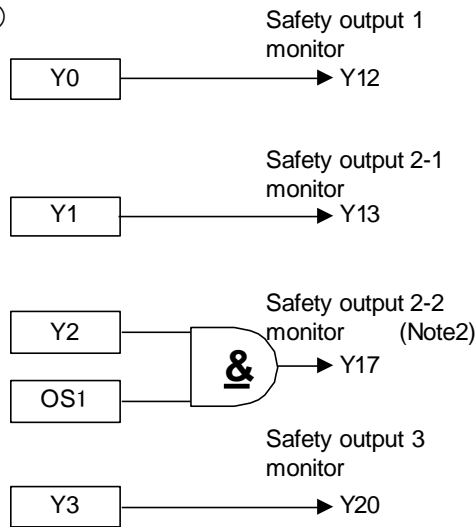 Safety output 1
monitor
Y0
Y12
Safety output 2-1
monitor
Y1
Y13
Safety output 2-2
monitor (Note2)
Y2
&
Y17
OS1
Safety output 3
monitor
Y3
Y20